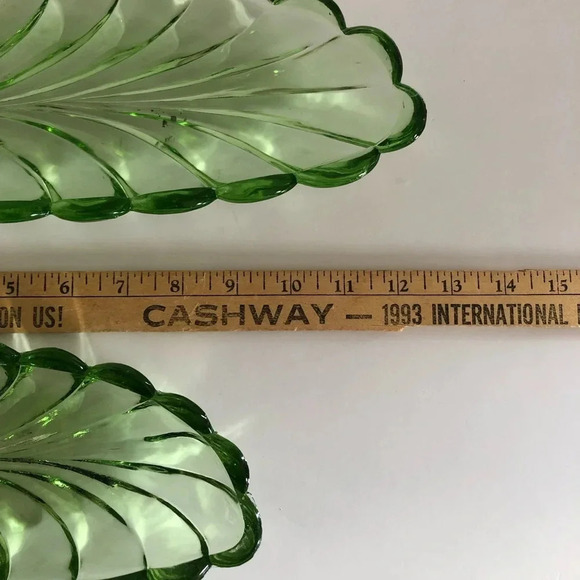 5 6 7 8 9 10 11 12 13 14 15
ON US! CASHWAY — 1993 INTERNATIONAL